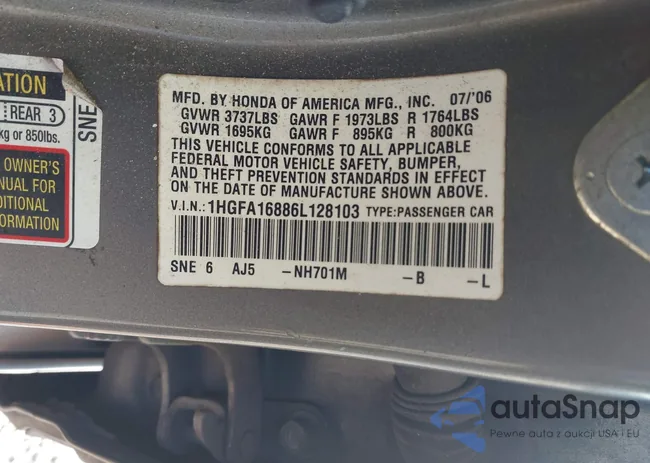 ATION
REAR 3
kg or 850lbs.
SNE
OWNER'S
NUAL FOR
DITIONAL
FORMATION
MFD. BY HONDA OF AMERICA MFG., INC. 07/'06
GVWR 3737LBS GAWR F 1973LBS R 1764LBS
GVWR 1695KG GAWR F 895KG R 800KG
THIS VEHICLE CONFORMS TO ALL APPLICABLE
FEDERAL MOTOR VEHICLE SAFETY, BUMPER,
AND THEFT PREVENTION STANDARDS IN EFFECT
ON THE DATE OF MANUFACTURE SHOWN ABOVE.
V.I.N.: 1HGFA16886L128103 TYPE: PASSENGER CAR
SNE 6 AJ5 -NH701M -B -L
autoSnap
Pewne auta z aukcji USA i EU